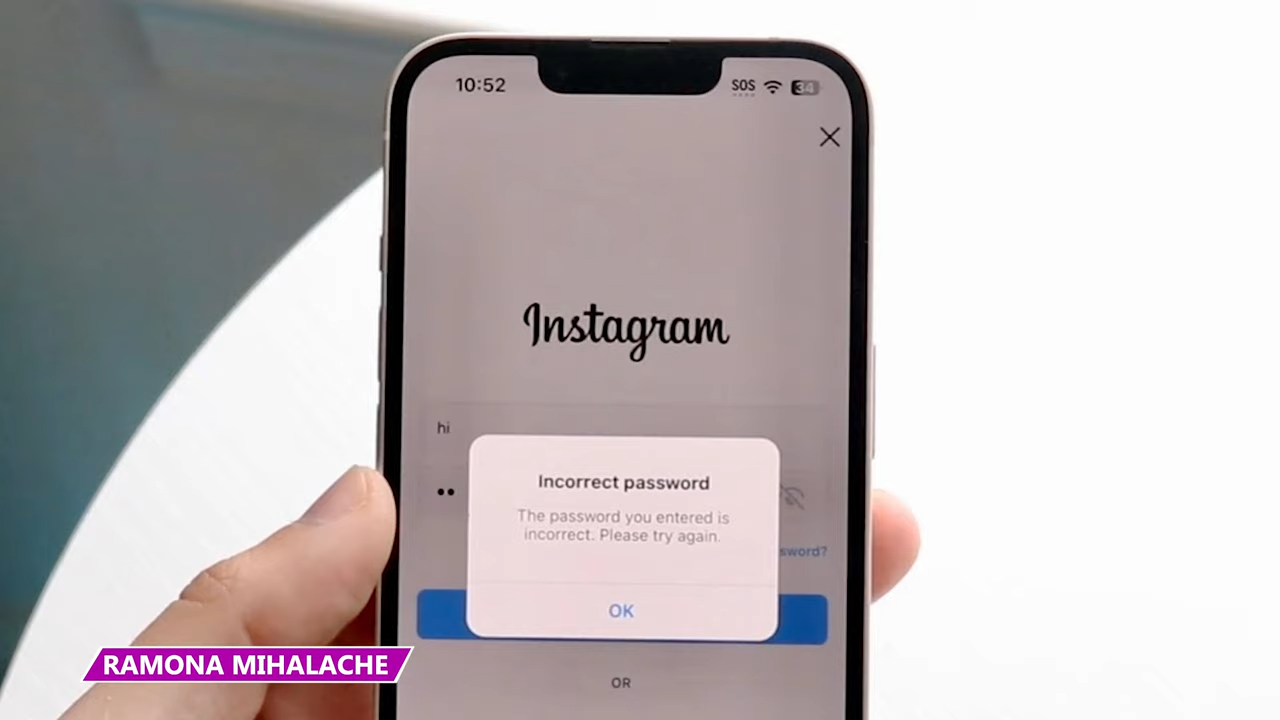 10:52
SOS
34
Instagram
hi
Incorrect password
The password you entered is
incorrect. Please try again.
sword?
OK
OR
RAMONA MIHALACHE